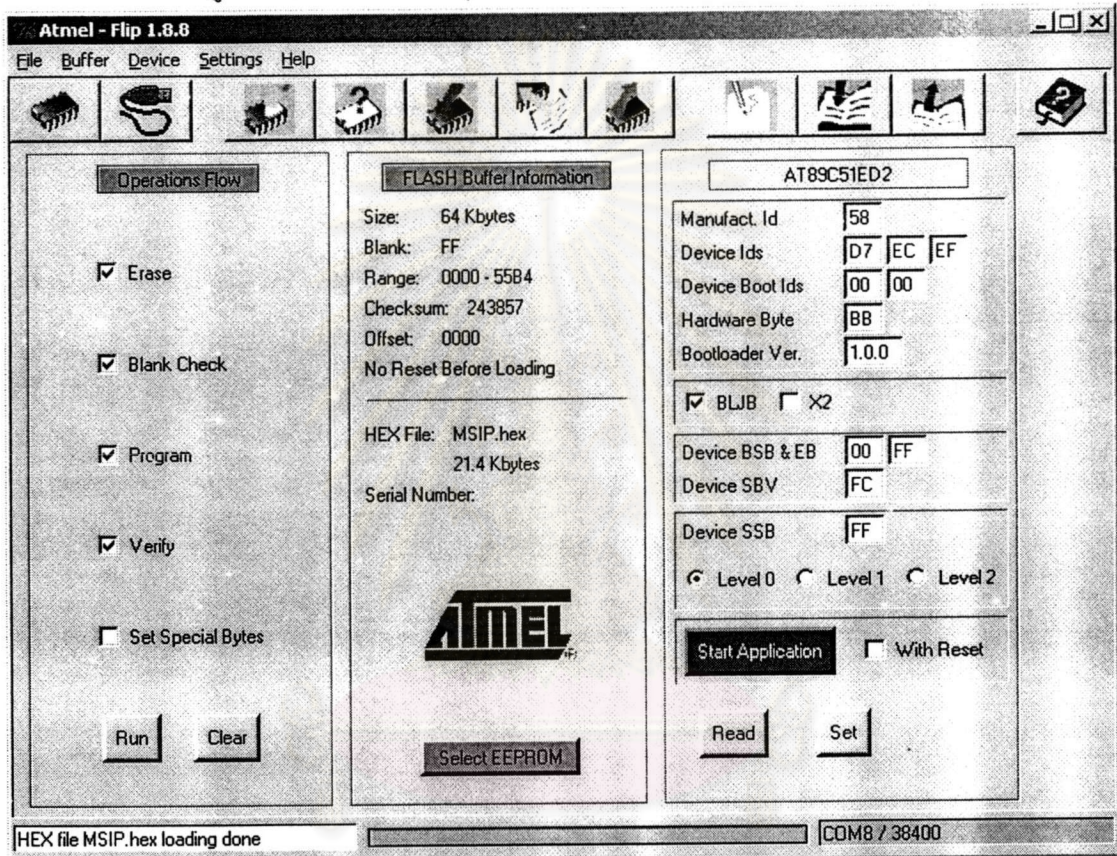 Atmel - Flip 1.8.8
File Buffer Device Settings Help
Operations Flow
Erase
Blank Check
Program
Verify
Set Special Bytes
Run Clear
FLASH Buffer Information
Size: 64 Kbytes
Blank: FF
Range: 0000 - 55B4
Checksum: 243857
Offset: 0000
No Reset Before Loading
HEX File: MSIP.hex
21.4 Kbytes
Serial Number:
ATMEL
Select EEPROM
AT89C51ED2
Manufact. Id 58
Device Ids D7 EC EF
Device Boot Ids 00 00
Hardware Byte BB
Bootloader Ver. 1.0.0
BLJB X2
Device BSB & EB 00 FF
Device SBV FC
Device SSB FF
Level 0 Level 1 Level 2
Start Application With Reset
Read Set
HEX file MSIP.hex loading done
COM8 / 38400